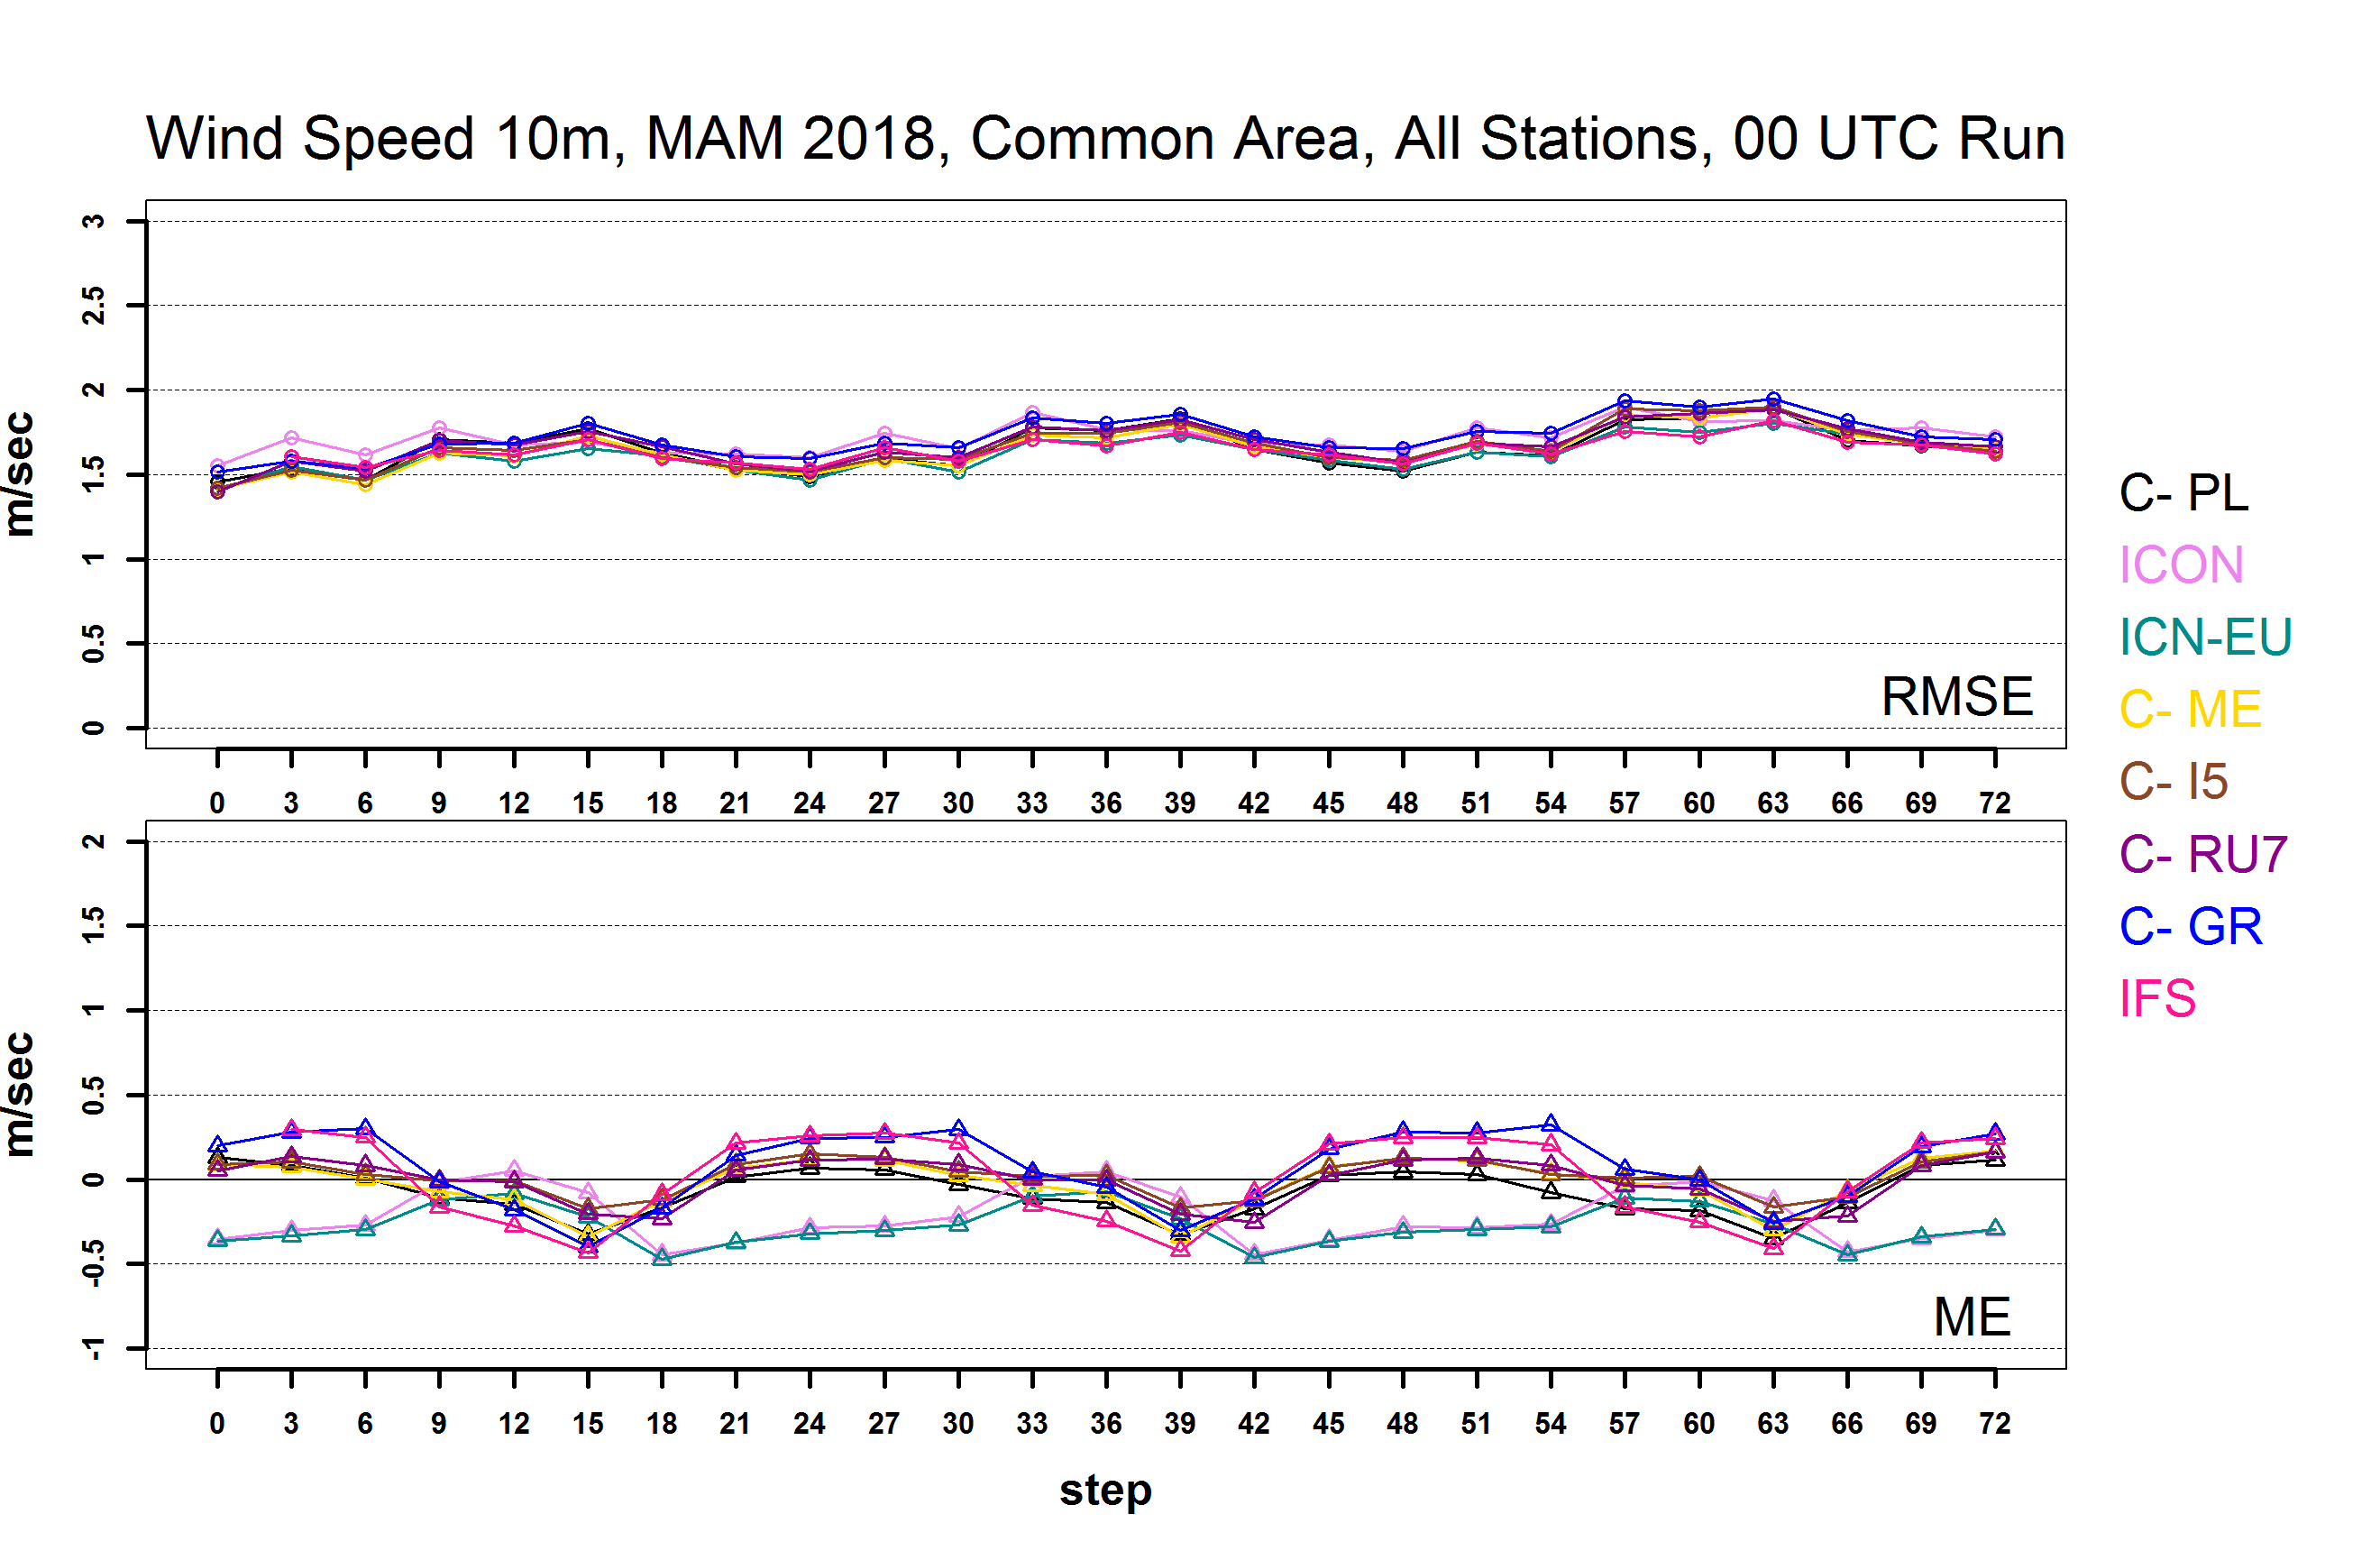 Wind Speed 10m, MAM 2018, Common Area, All Stations, 00 UTC Run
m/sec
3
2.5
2
1.5
1
0.5
0
RMSE
0 3 6 9 12 15 18 21 24 27 30 33 36 39 42 45 48 51 54 57 60 63 66 69 72
m/sec
2
1.5
1
0.5
0
-0.5
-1
ME
0 3 6 9 12 15 18 21 24 27 30 33 36 39 42 45 48 51 54 57 60 63 66 69 72
step
C- PL
ICON
ICN-EU
C- ME
C- I5
C- RU7
C- GR
IFS